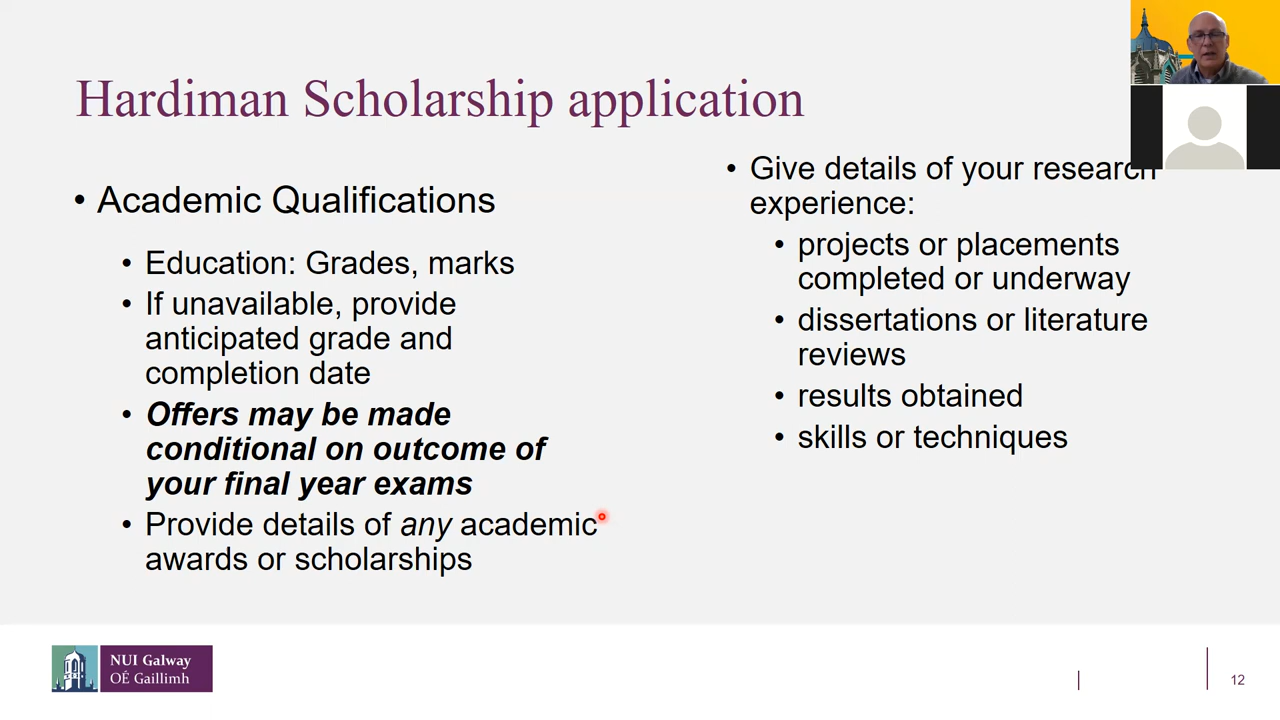 Hardiman Scholarship application
• Academic Qualifications
• Education: Grades, marks
• If unavailable, provide
anticipated grade and
completion date
• Offers may be made
conditional on outcome of
your final year exams
• Provide details of any academic
awards or scholarships
• Give details of your research
experience:
• projects or placements
completed or underway
• dissertations or literature
reviews
• results obtained
• skills or techniques
NUI Galway
OÉ Gaillimh
12